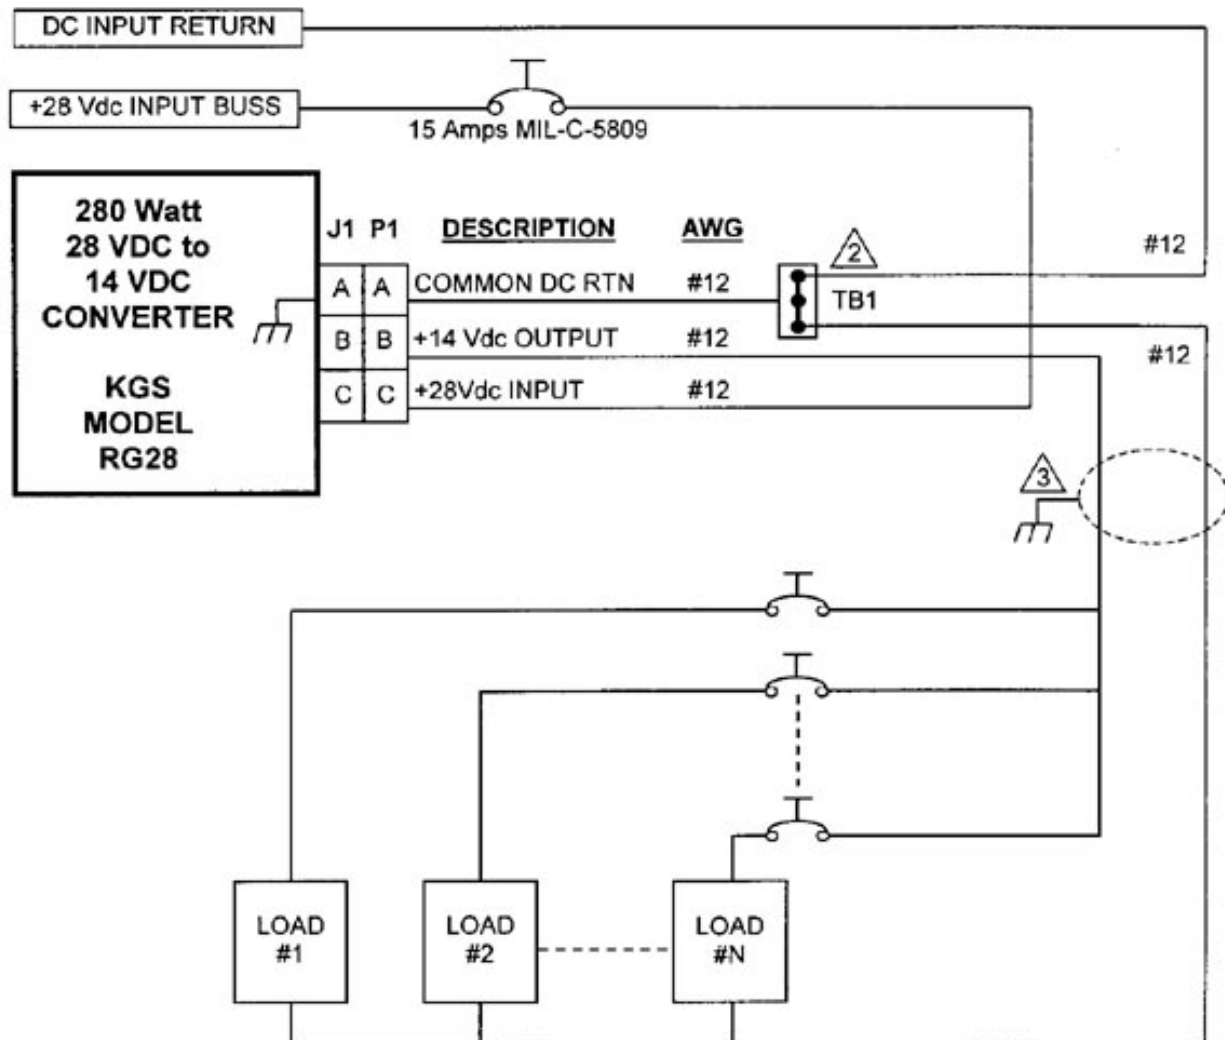 DC INPUT RETURN
+28 Vdc INPUT BUSS
15 Amps MIL-C-5809
280 Watt
28 VDC to
14 VDC
CONVERTER
KGS
MODEL
RG28
J1 P1 DESCRIPTION AWG
A A COMMON DC RTN #12
B B +14 Vdc OUTPUT #12
C C +28Vdc INPUT #12
2
TB1
#12
#12
3
LOAD
#1
LOAD
#2
LOAD
#N